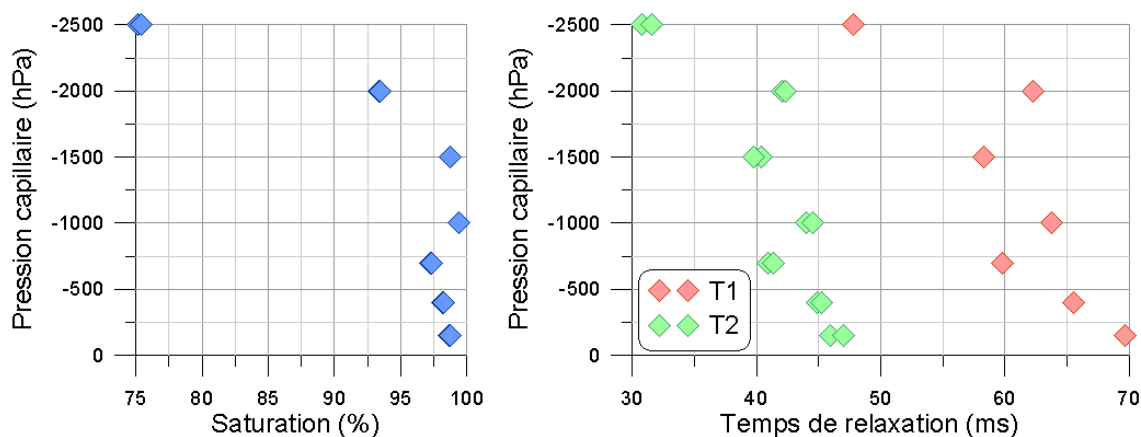 Pression capillaire (hPa)
-2500
-2000
-1500
-1000
-500
0
75 80 85 90 95 100
Saturation (%)
Pression capillaire (hPa)
-2500
-2000
-1500
-1000
-500
0
T1
T2
30 40 50 60 70
Temps de relaxation (ms)